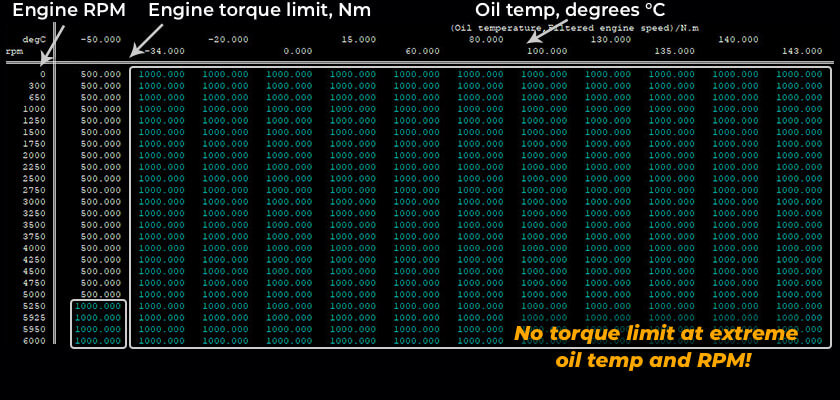 Engine RPM Engine torque limit, Nm Oil temp, degrees °C
(Oil temperature,Filtered engine speed)/N.m
degC -50.000 -20.000 15.000 80.000 130.000 140.000
rpm -34.000 0.000 60.000 100.000 135.000 143.000
0 500.000 1000.000 1000.000 1000.000 1000.000 1000.000 1000.000 1000.000 1000.000 1000.000 1000.000 1000.000
300 500.000 1000.000 1000.000 1000.000 1000.000 1000.000 1000.000 1000.000 1000.000 1000.000 1000.000 1000.000
650 500.000 1000.000 1000.000 1000.000 1000.000 1000.000 1000.000 1000.000 1000.000 1000.000 1000.000 1000.000
1000 500.000 1000.000 1000.000 1000.000 1000.000 1000.000 1000.000 1000.000 1000.000 1000.000 1000.000 1000.000
1250 500.000 1000.000 1000.000 1000.000 1000.000 1000.000 1000.000 1000.000 1000.000 1000.000 1000.000 1000.000
1500 500.000 1000.000 1000.000 1000.000 1000.000 1000.000 1000.000 1000.000 1000.000 1000.000 1000.000 1000.000
1750 500.000 1000.000 1000.000 1000.000 1000.000 1000.000 1000.000 1000.000 1000.000 1000.000 1000.000 1000.000
2000 500.000 1000.000 1000.000 1000.000 1000.000 1000.000 1000.000 1000.000 1000.000 1000.000 1000.000 1000.000
2250 500.000 1000.000 1000.000 1000.000 1000.000 1000.000 1000.000 1000.000 1000.000 1000.000 1000.000 1000.000
2500 500.000 1000.000 1000.000 1000.000 1000.000 1000.000 1000.000 1000.000 1000.000 1000.000 1000.000 1000.000
2750 500.000 1000.000 1000.000 1000.000 1000.000 1000.000 1000.000 1000.000 1000.000 1000.000 1000.000 1000.000
3000 500.000 1000.000 1000.000 1000.000 1000.000 1000.000 1000.000 1000.000 1000.000 1000.000 1000.000 1000.000
3250 500.000 1000.000 1000.000 1000.000 1000.000 1000.000 1000.000 1000.000 1000.000 1000.000 1000.000 1000.000
3500 500.000 1000.000 1000.000 1000.000 1000.000 1000.000 1000.000 1000.000 1000.000 1000.000 1000.000 1000.000
3750 500.000 1000.000 1000.000 1000.000 1000.000 1000.000 1000.000 1000.000 1000.000 1000.000 1000.000 1000.000
4000 500.000 1000.000 1000.000 1000.000 1000.000 1000.000 1000.000 1000.000 1000.000 1000.000 1000.000 1000.000
4250 500.000 1000.000 1000.000 1000.000 1000.000 1000.000 1000.000 1000.000 1000.000 1000.000 1000.000 1000.000
4500 500.000 1000.000 1000.000 1000.000 1000.000 1000.000 1000.000 1000.000 1000.000 1000.000 1000.000 1000.000
4750 500.000 1000.000 1000.000 1000.000 1000.000 1000.000 1000.000 1000.000 1000.000 1000.000 1000.000 1000.000
5000 500.000 1000.000 1000.000 1000.000 1000.000 1000.000 1000.000 1000.000 1000.000 1000.000 1000.000 1000.000
5250 1000.000 1000.000 1000.000 1000.000 1000.000 1000.000 1000.000 1000.000 1000.000 1000.000 1000.000 1000.000
5925 1000.000 1000.000 1000.000 1000.000 1000.000 1000.000 1000.000 1000.000 1000.000 1000.000 1000.000 1000.000
5950 1000.000 1000.000 1000.000 1000.000 1000.000 1000.000 1000.000
6000 1000.000 1000.000 1000.000 1000.000 1000.000 1000.000 1000.000
No torque limit at extreme
oil temp and RPM!